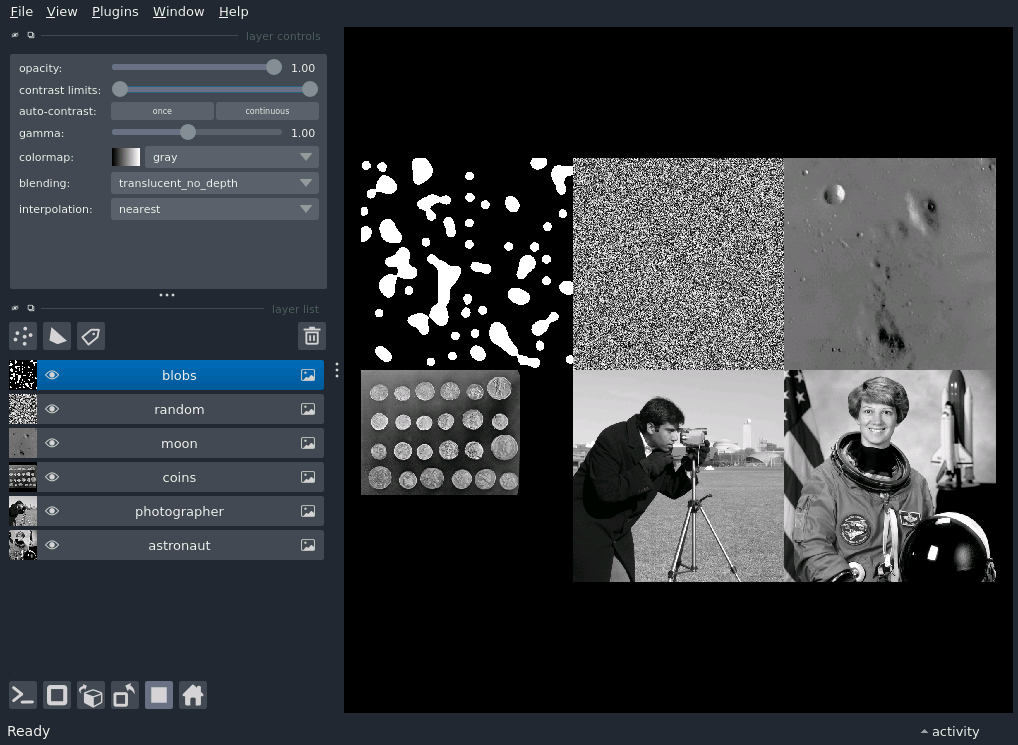 File View Plugins Window Help
layer controls
opacity: 1.00
contrast limits:
auto-contrast: once continuous
gamma: 1.00
colormap: gray
blending: translucent_no_depth
interpolation: nearest
layer list
blobs
random
moon
coins
photographer
astronaut
Ready
activity